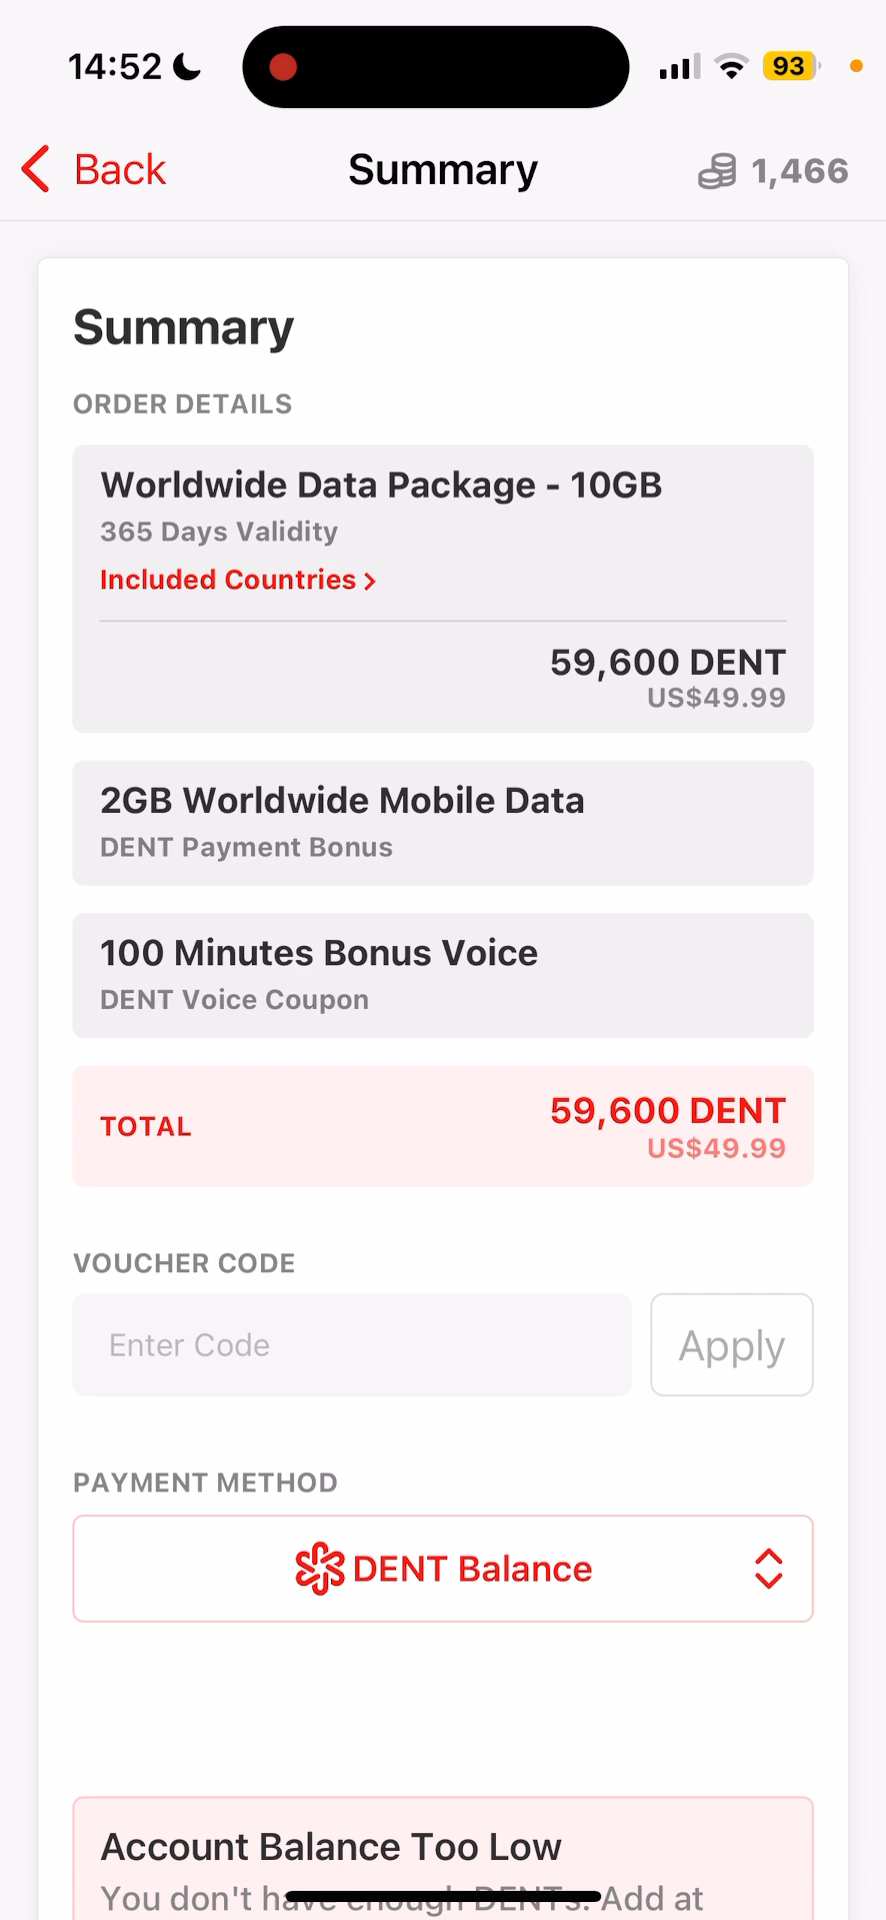 14:52
93
Back
Summary
1,466
Summary
ORDER DETAILS
Worldwide Data Package - 10GB
365 Days Validity
Included Countries >
59,600 DENT
US$49.99
2GB Worldwide Mobile Data
DENT Payment Bonus
100 Minutes Bonus Voice
DENT Voice Coupon
TOTAL
59,600 DENT
US$49.99
VOUCHER CODE
Enter Code
Apply
PAYMENT METHOD
DENT Balance
Account Balance Too Low
You don't have enough DENTs. Add at